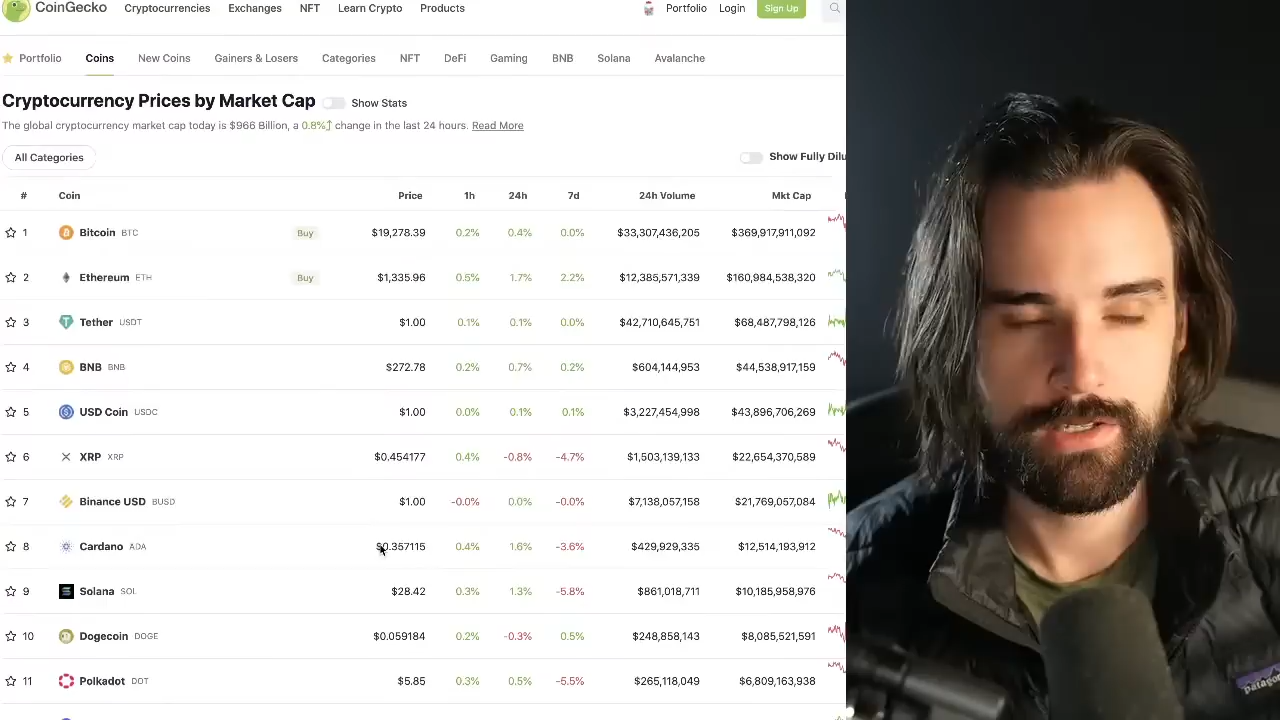 CoinGecko Cryptocurrencies Exchanges NFT Learn Crypto Products Portfolio Login Sign Up
Portfolio Coins New Coins Gainers & Losers Categories NFT DeFi Gaming BNB Solana Avalanche
Cryptocurrency Prices by Market Cap Show Stats
The global cryptocurrency market cap today is $966 Billion, a 0.8% change in the last 24 hours. Read More
All Categories Show Fully Dilu
# Coin Price 1h 24h 7d 24h Volume Mkt Cap
1 Bitcoin BTC Buy $19,278.39 0.2% 0.4% 0.0% $33,307,436,205 $369,917,911,092
2 Ethereum ETH Buy $1,335.96 0.5% 1.7% 2.2% $12,385,571,339 $160,984,538,320
3 Tether USDT $1.00 0.1% 0.1% 0.0% $42,710,645,751 $68,487,798,126
4 BNB BNB $272.78 0.2% 0.7% 0.2% $604,144,953 $44,538,917,159
5 USD Coin USDC $1.00 0.0% 0.1% 0.1% $3,227,454,998 $43,896,706,269
6 XRP XRP $0.454177 0.4% -0.8% -4.7% $1,503,139,133 $22,654,370,589
7 Binance USD BUSD $1.00 -0.0% 0.0% -0.0% $7,138,057,158 $21,769,057,084
8 Cardano ADA $0.357115 0.4% 1.6% -3.6% $429,929,335 $12,514,193,912
9 Solana SOL $28.42 0.3% 1.3% -5.8% $861,018,711 $10,185,958,976
10 Dogecoin DOGE $0.059184 0.2% -0.3% 0.5% $248,858,143 $8,085,521,591
11 Polkadot DOT $5.85 0.3% 0.5% -5.5% $265,118,049 $6,809,163,938
patagon